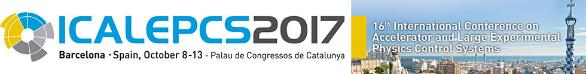 ICALEPCS2017
Barcelona · Spain, October 8-13 · Palau de Congressos de Catalunya
16th International Conference on
Accelerator and Large Experimental
Physics Control Systems